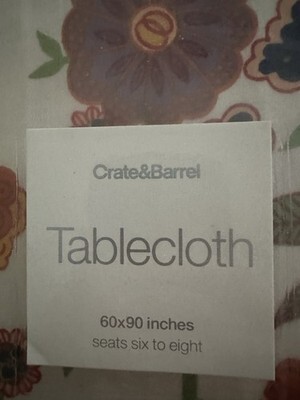 Crate&Barrel
Tablecloth
60x90 inches
seats six to eight